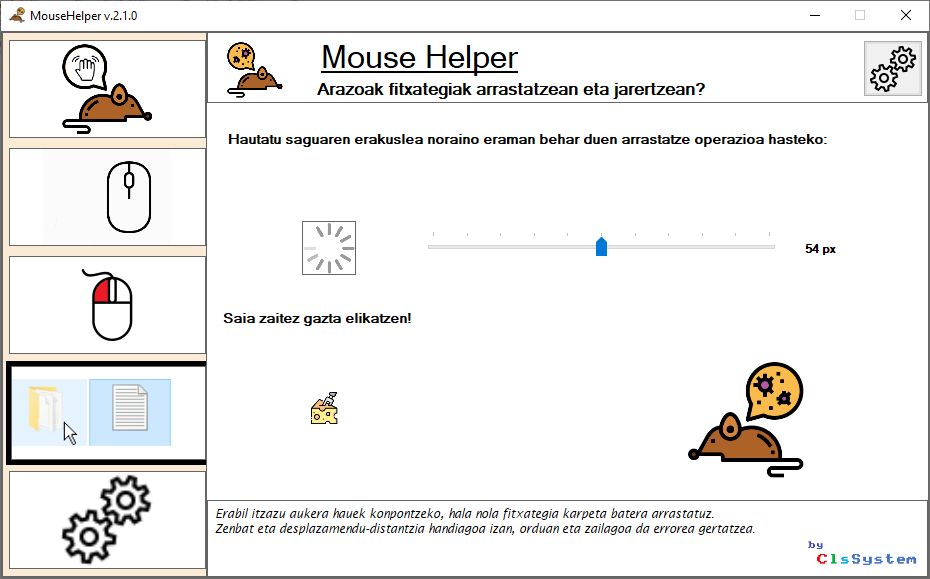 MouseHelper v.2.1.0
Mouse Helper
Arazoak fitxategiak arrastatzean eta jarertzean?
Hautatu saguaren erakuslea noraino eraman behar duen arrastatze operazioa hasteko:
54 px
Saia zaitez gazta elikatzen!
Erabil itzazu aukera hauek konpontzeko, hala nola fitxategia karpeta batera arrastatuz.
Zenbat eta desplazamendu-distantzia handiagoa izan, orduan eta zailagoa da errorea gertatzea.
by
ClsSystem